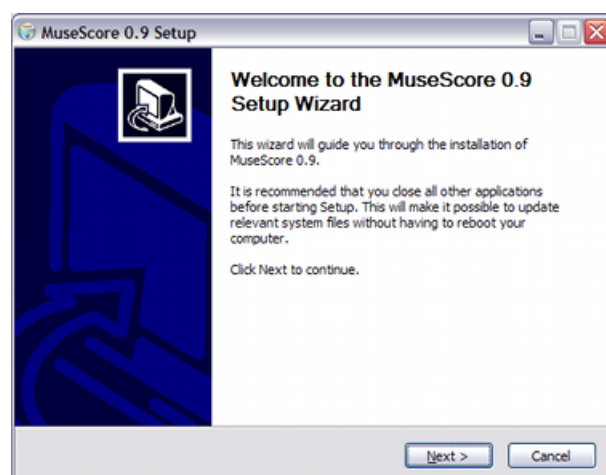 MuseScore 0.9 Setup
Welcome to the MuseScore 0.9
Setup Wizard
This wizard will guide you through the installation of
MuseScore 0.9.
It is recommended that you close all other applications
before starting Setup. This will make it possible to update
relevant system files without having to reboot your
computer.
Click Next to continue.
Next > Cancel